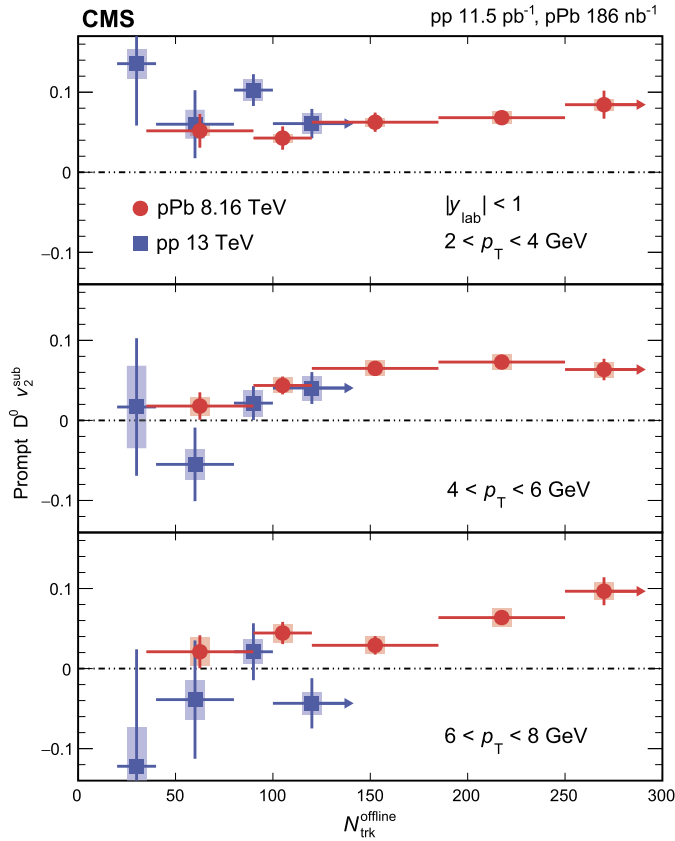 CMS
pp 11.5 pb⁻¹, pPb 186 nb⁻¹
0.1
0
−0.1
pPb 8.16 TeV
pp 13 TeV
|y_lab| < 1
2 < p_T < 4 GeV
0.1
0
−0.1
4 < p_T < 6 GeV
Prompt D⁰ v₂^sub
0.1
0
−0.1
6 < p_T < 8 GeV
0 50 100 150 200 250 300
N_trk^offline